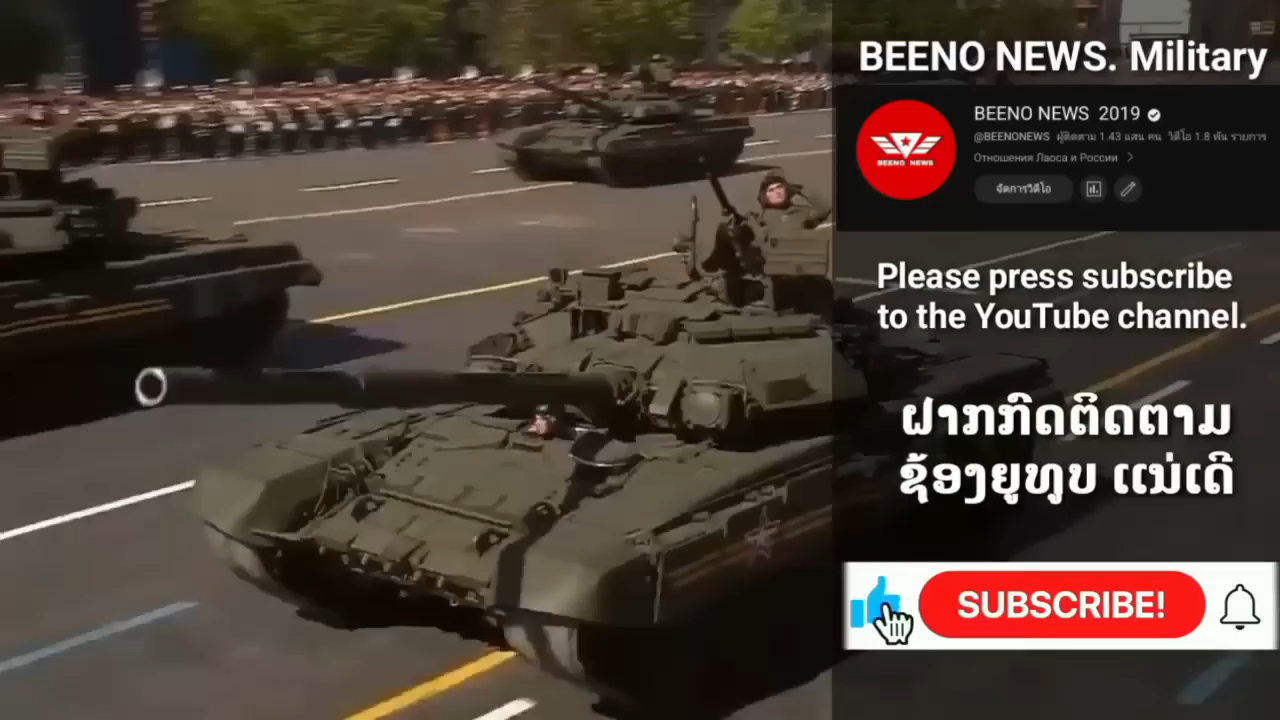 BEENO NEWS. Military
BEENO NEWS 2019
@BEENONEWS ผู้ติดตาม 1.43 แสน คน วิดีโอ 1.8 พัน รายการ
Отношения Лаоса и России
จัดการวิดีโอ
BEENO NEWS
Please press subscribe
to the YouTube channel.
ຝາກກົດຕິດຕາມ
ຊ້ອງຍູທູບ ແນ່ເດີ
SUBSCRIBE!